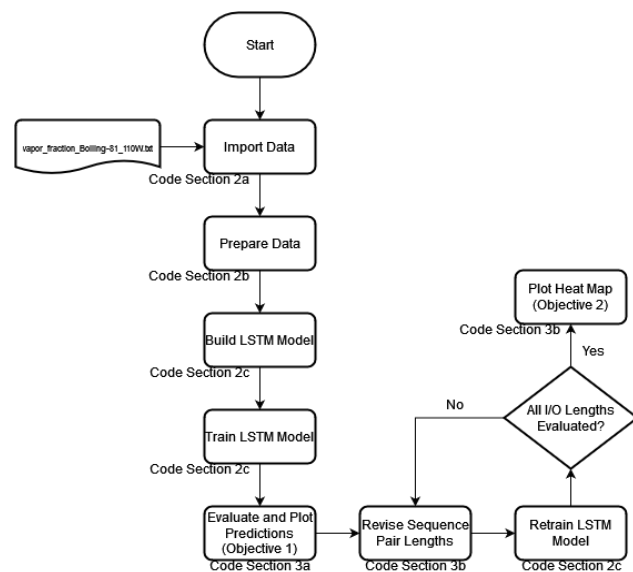 Start
vapor_fraction_Boiling-81_110W.txt
Import Data
Code Section 2a
Prepare Data
Code Section 2b
Build LSTM Model
Code Section 2c
Train LSTM Model
Code Section 2c
Evaluate and Plot
Predictions
(Objective 1)
Code Section 3a
Revise Sequence
Pair Lengths
Code Section 3b
Retrain LSTM
Model
Code Section 2c
All I/O Lengths
Evaluated?
No
Yes
Plot Heat Map
(Objective 2)
Code Section 3b